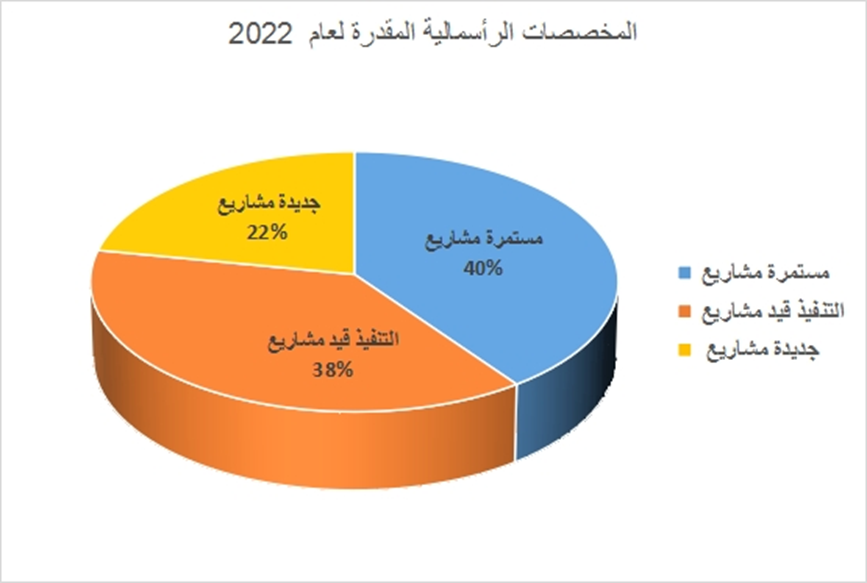 المخصصات الرأسمالية المقدرة لعام 2022
جديدة مشاريع
22%
مستمرة مشاريع
40%
التنفيذ قيد مشاريع
38%
مستمرة مشاريع
التنفيذ قيد مشاريع
جديدة مشاريع